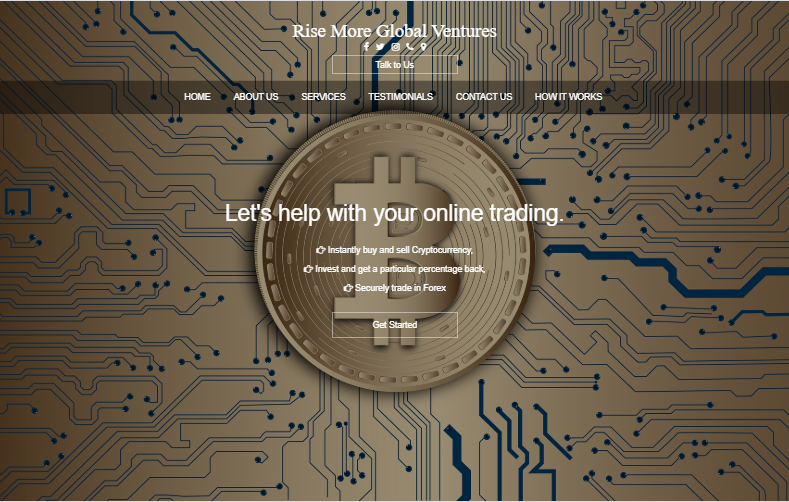 Rise More Global Ventures
Talk to Us
HOME ABOUT US SERVICES TESTIMONIALS CONTACT US HOW IT WORKS
Let's help with your online trading.
Instantly buy and sell Cryptocurrency,
Invest and get a particular percentage back,
Securely trade in Forex
Get Started